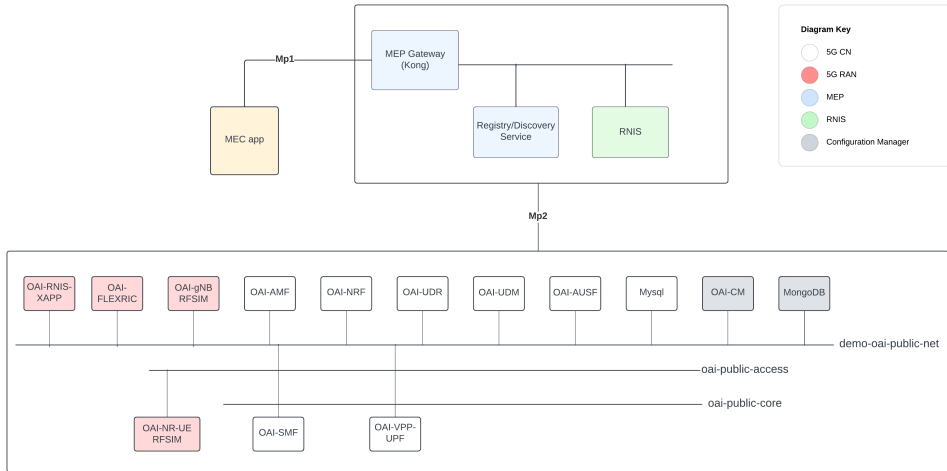 MEP Gateway
(Kong)
Mp1
MEC app
Registry/Discovery
Service
RNIS
Diagram Key
5G CN
5G RAN
MEP
RNIS
Configuration Manager
Mp2
OAI-RNIS-
XAPP
OAI-
FLEXRIC
OAI-gNB
RFSIM
OAI-AMF
OAI-NRF
OAI-UDR
OAI-UDM
OAI-AUSF
Mysql
OAI-CM
MongoDB
demo-oai-public-net
oai-public-access
oai-public-core
OAI-NR-UE
RFSIM
OAI-SMF
OAI-VPP-
UPF